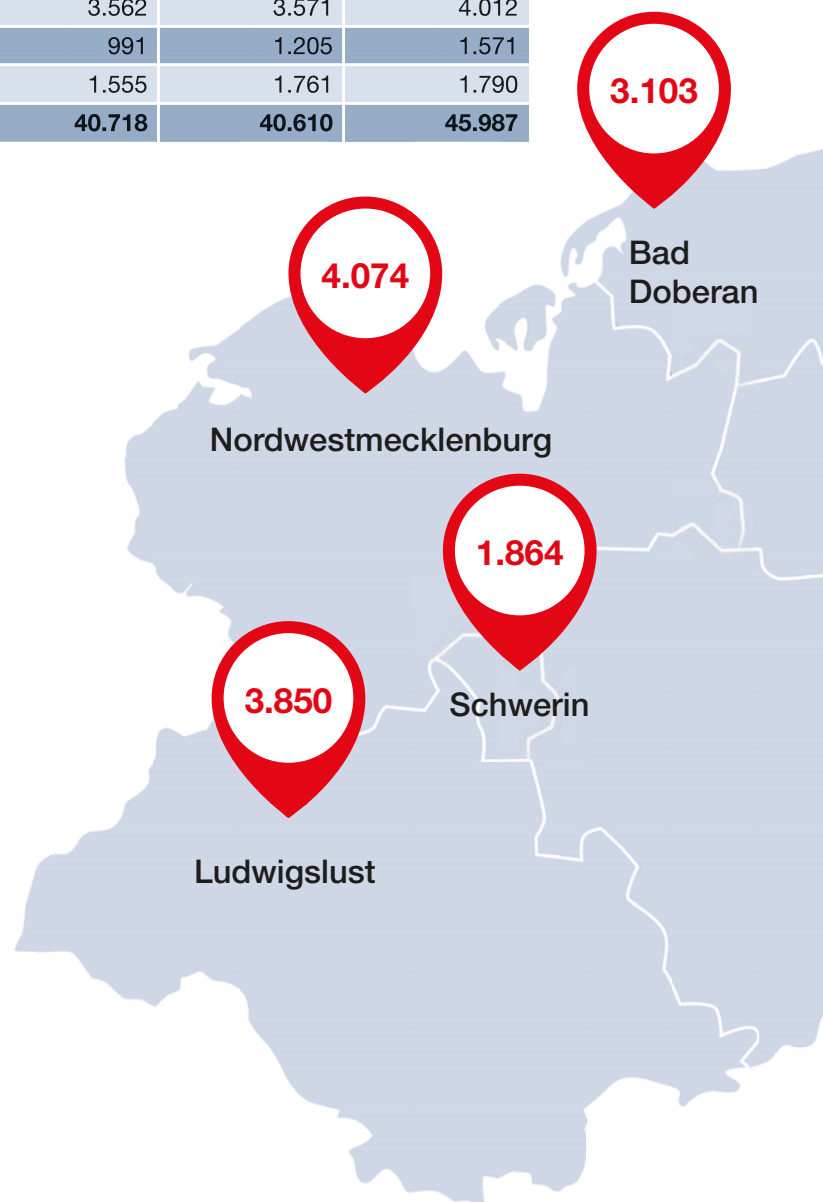 3.562 3.571 4.012
991 1.205 1.571
1.555 1.761 1.790
40.718 40.610 45.987
3.103
Bad
Doberan
4.074
Nordwestmecklenburg
1.864
Schwerin
3.850
Ludwigslust